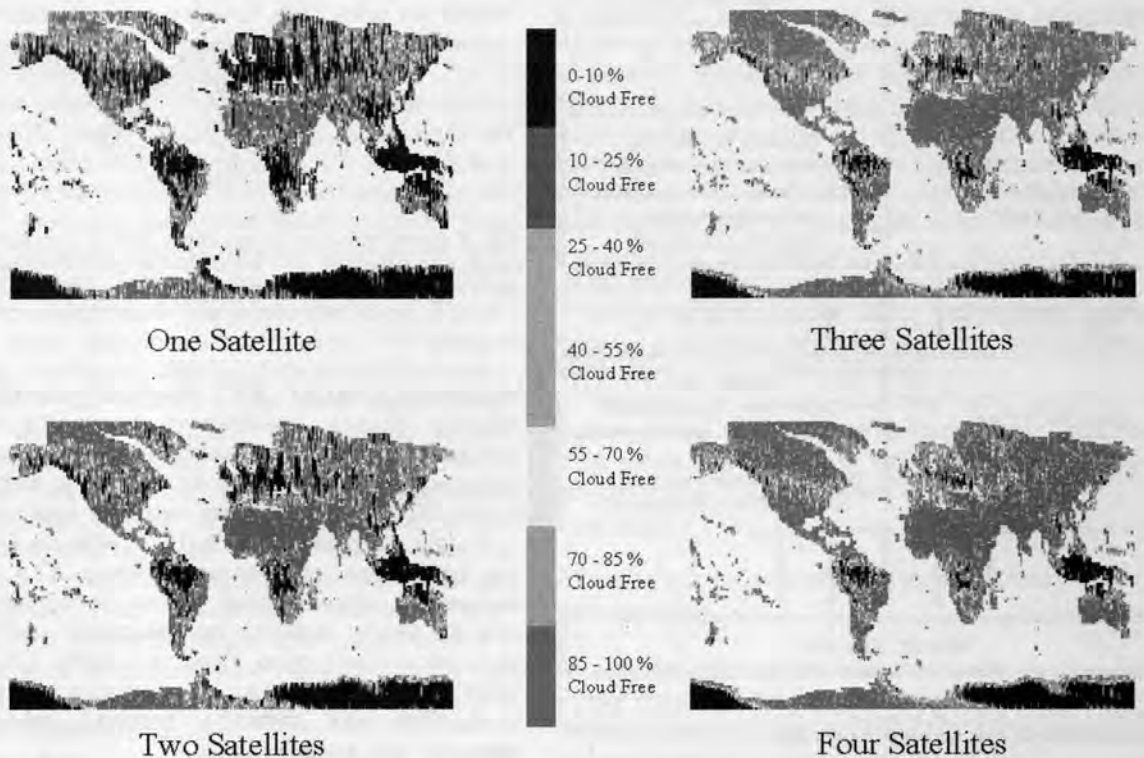 0-10 %
Cloud Free
10 - 25 %
Cloud Free
25 - 40 %
Cloud Free
40 - 55 %
Cloud Free
55 - 70 %
Cloud Free
70 - 85 %
Cloud Free
85 - 100 %
Cloud Free
One Satellite
Three Satellites
Two Satellites
Four Satellites